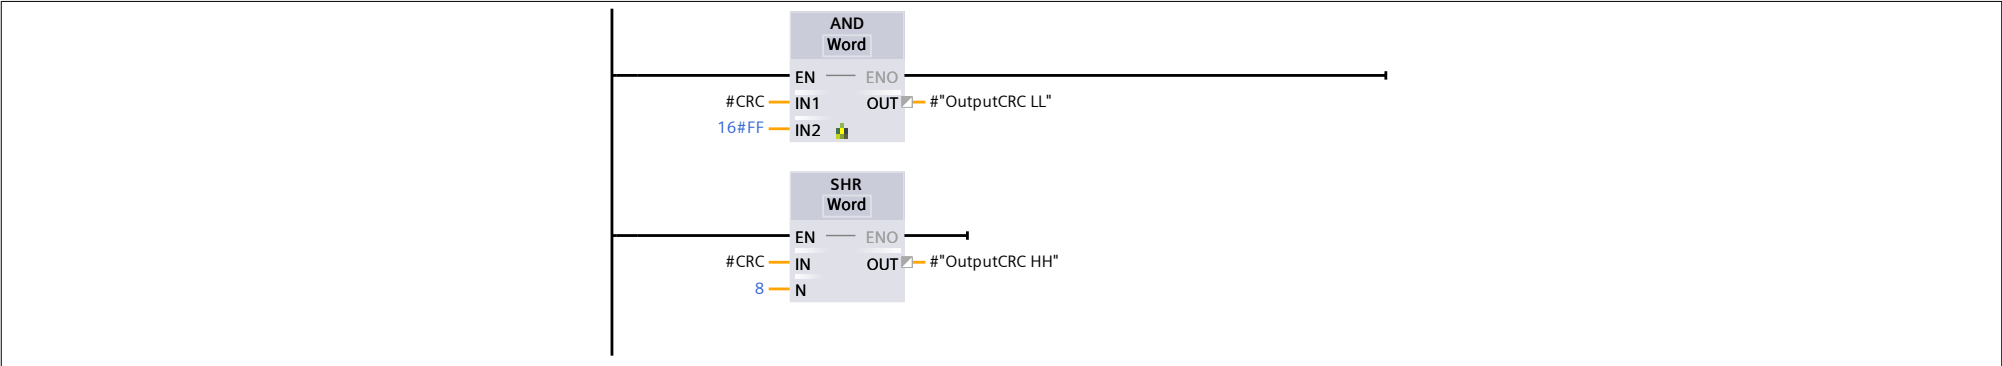 AND
Word
EN ENO
#CRC IN1 OUT #"OutputCRC LL"
16#FF IN2
SHR
Word
EN ENO
#CRC IN OUT #"OutputCRC HH"
8 N